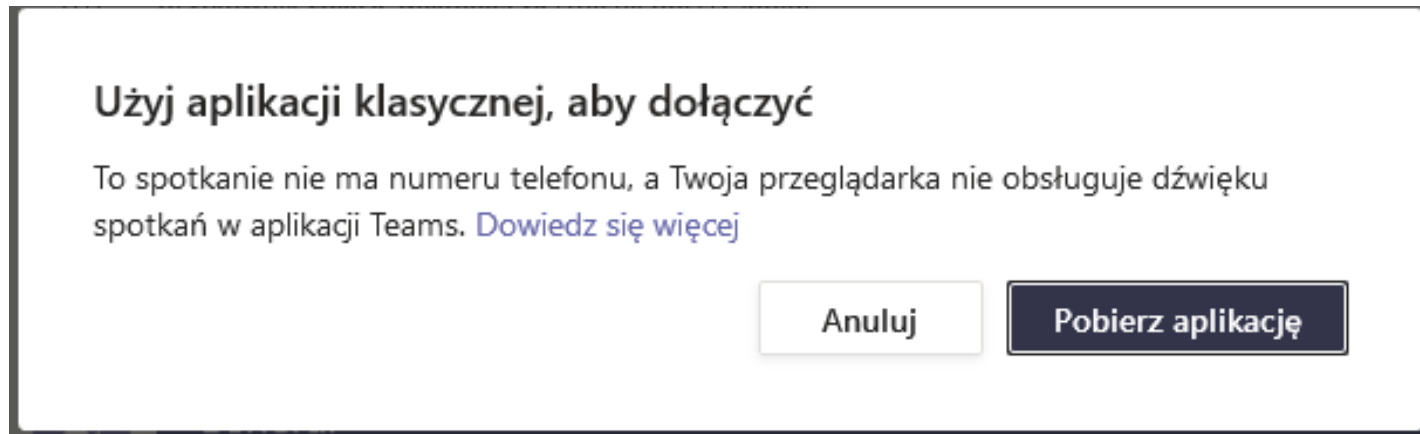 Użyj aplikacji klasycznej, aby dołączyć
To spotkanie nie ma numeru telefonu, a Twoja przeglądarka nie obsługuje dźwięku
spotkań w aplikacji Teams. Dowiedz się więcej
Anuluj
Pobierz aplikację